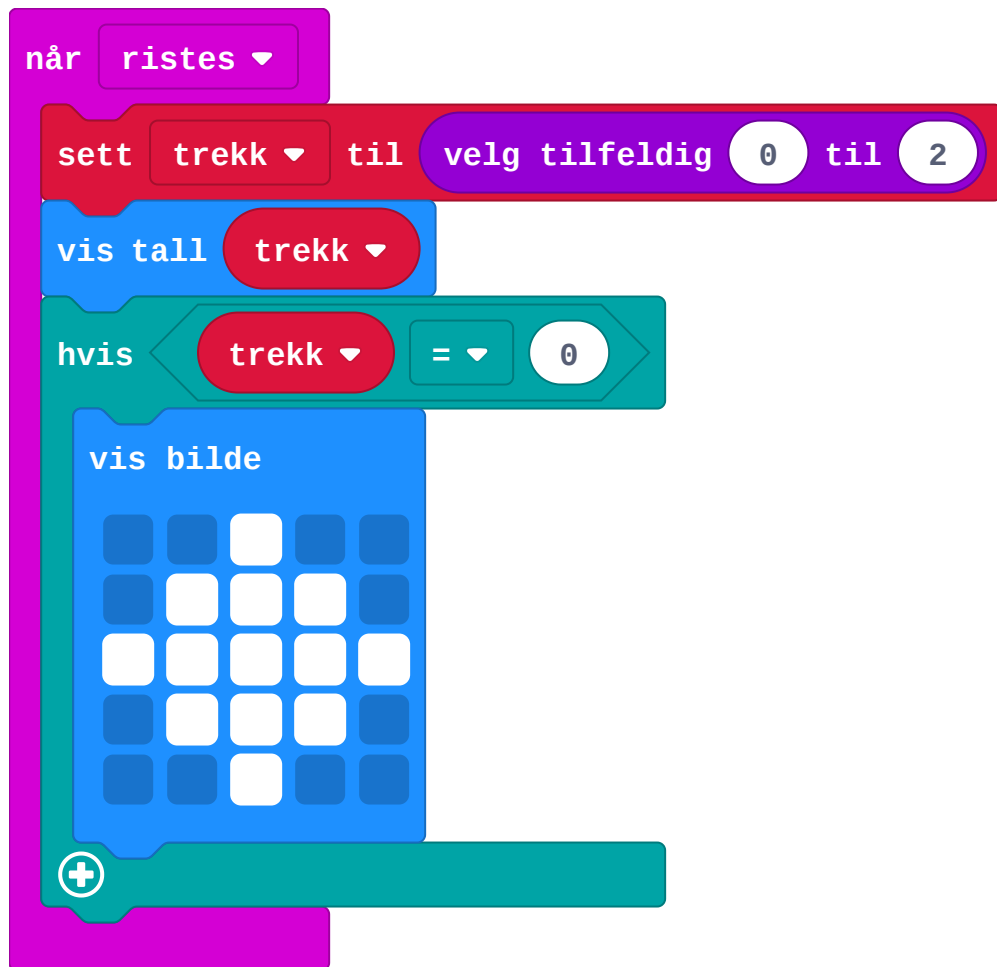 når ristes
sett trekk til velg tilfeldig 0 til 2
vis tall trekk
hvis trekk = 0
vis bilde